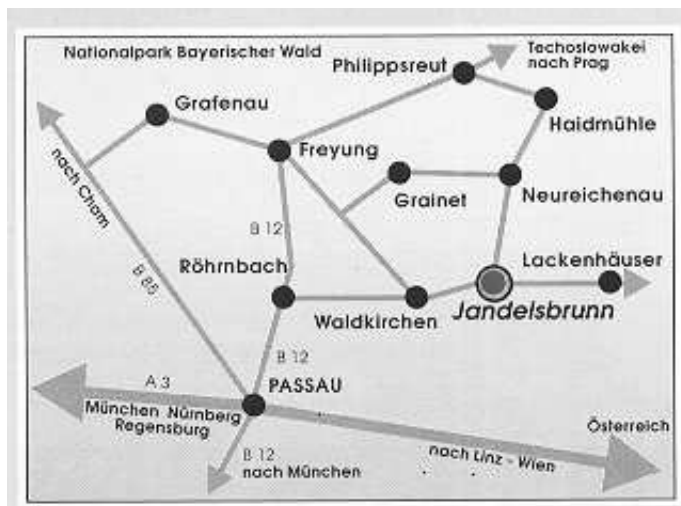 Nationalpark Bayerischer Wald
Techoslowakei
nach Prag
Philippsreut
Grafenau
Haidmühle
Freyung
nach Cham
Grainet
Neureichenau
B 12
B 85
Röhrnbach
Lackenhäuser
Waldkirchen
Jandelsbrunn
B 12
A 3
PASSAU
München Nürnberg
Regensburg
Österreich
B 12
nach München
nach Linz - Wien